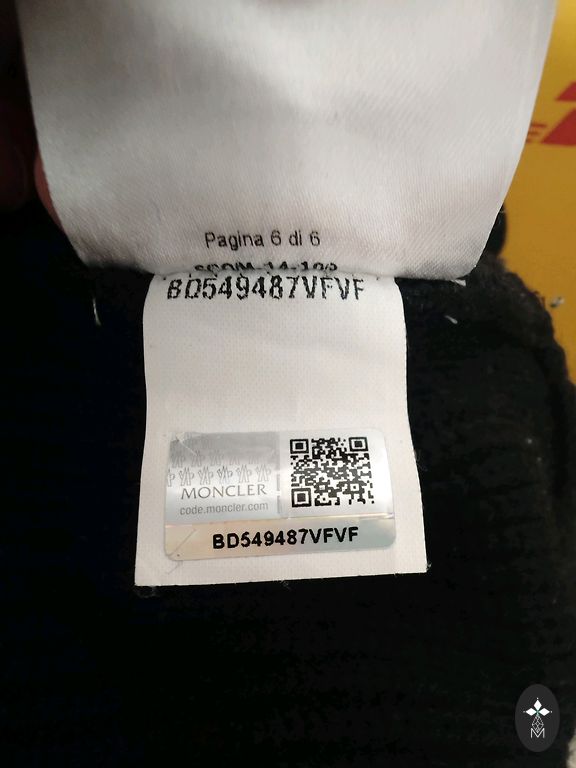 Pagina 6 di 6
BD549487VFVF
MONCLER
code.moncler.com
BD549487VFVF